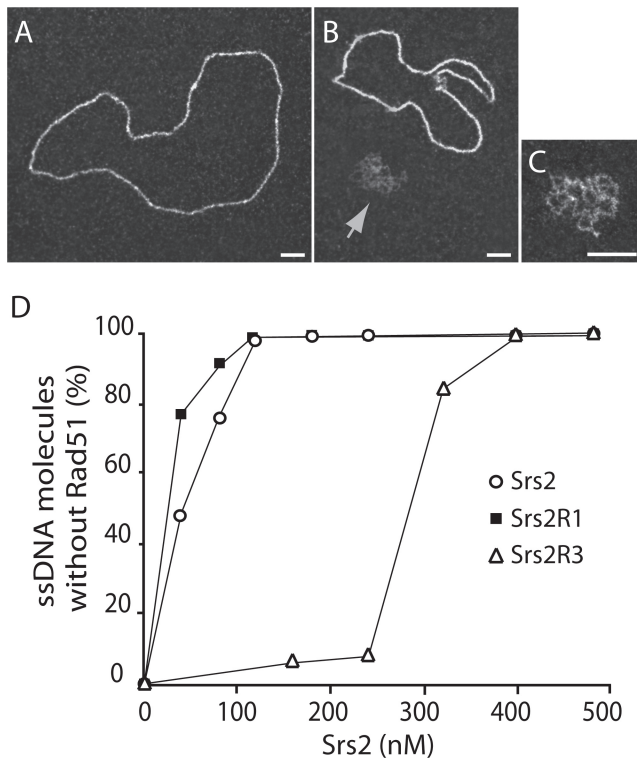 A
B
C
D
100
80
60
40
20
0
ssDNA molecules
without Rad51 (%)
Srs2
Srs2R1
Srs2R3
0 100 200 300 400 500
Srs2 (nM)